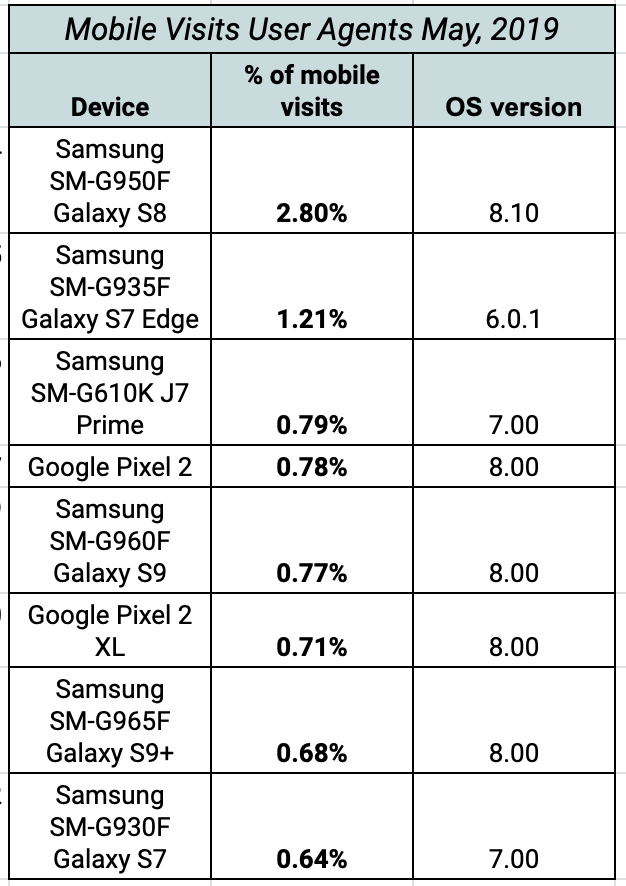 Mobile Visits User Agents May, 2019
Device
% of mobile
visits
OS version
Samsung
SM-G950F
Galaxy S8
2.80%
8.10
Samsung
SM-G935F
Galaxy S7 Edge
1.21%
6.0.1
Samsung
SM-G610K J7
Prime
0.79%
7.00
Google Pixel 2
0.78%
8.00
Samsung
SM-G960F
Galaxy S9
0.77%
8.00
Google Pixel 2
XL
0.71%
8.00
Samsung
SM-G965F
Galaxy S9+
0.68%
8.00
Samsung
SM-G930F
Galaxy S7
0.64%
7.00